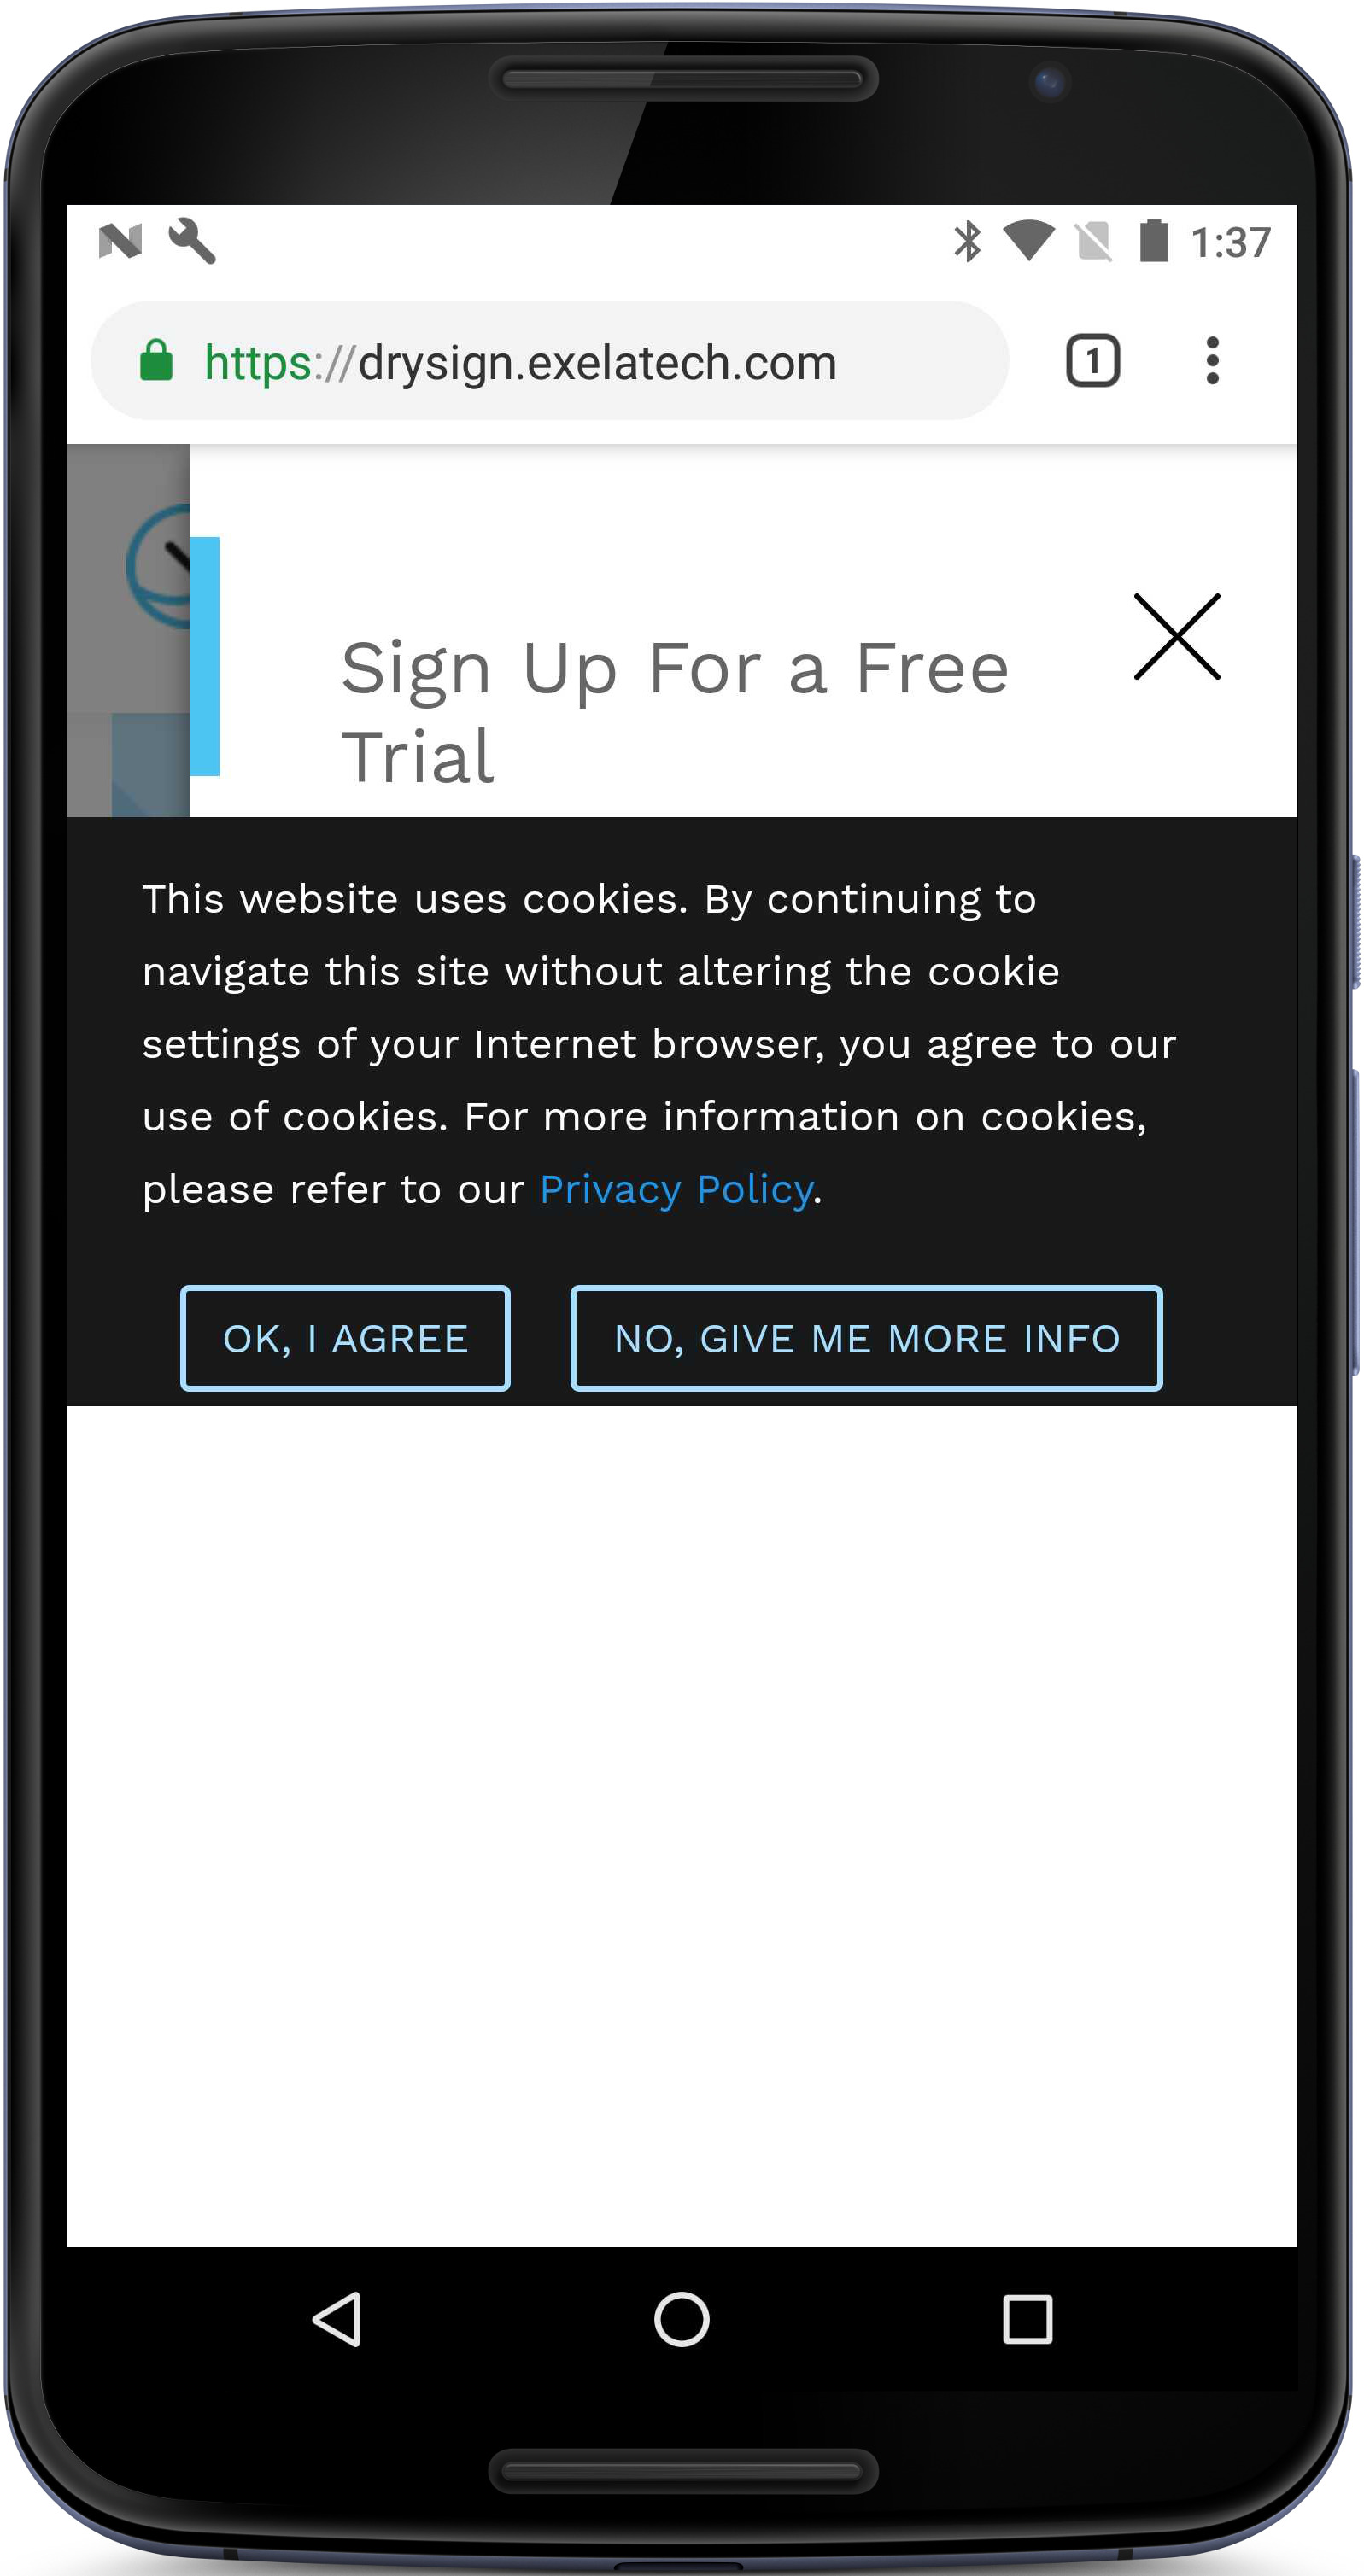 1:37
https://drysign.exelatech.com
1
Sign Up For a Free
Trial
This website uses cookies. By continuing to
navigate this site without altering the cookie
settings of your Internet browser, you agree to our
use of cookies. For more information on cookies,
please refer to our Privacy Policy.
OK, I AGREE
NO, GIVE ME MORE INFO